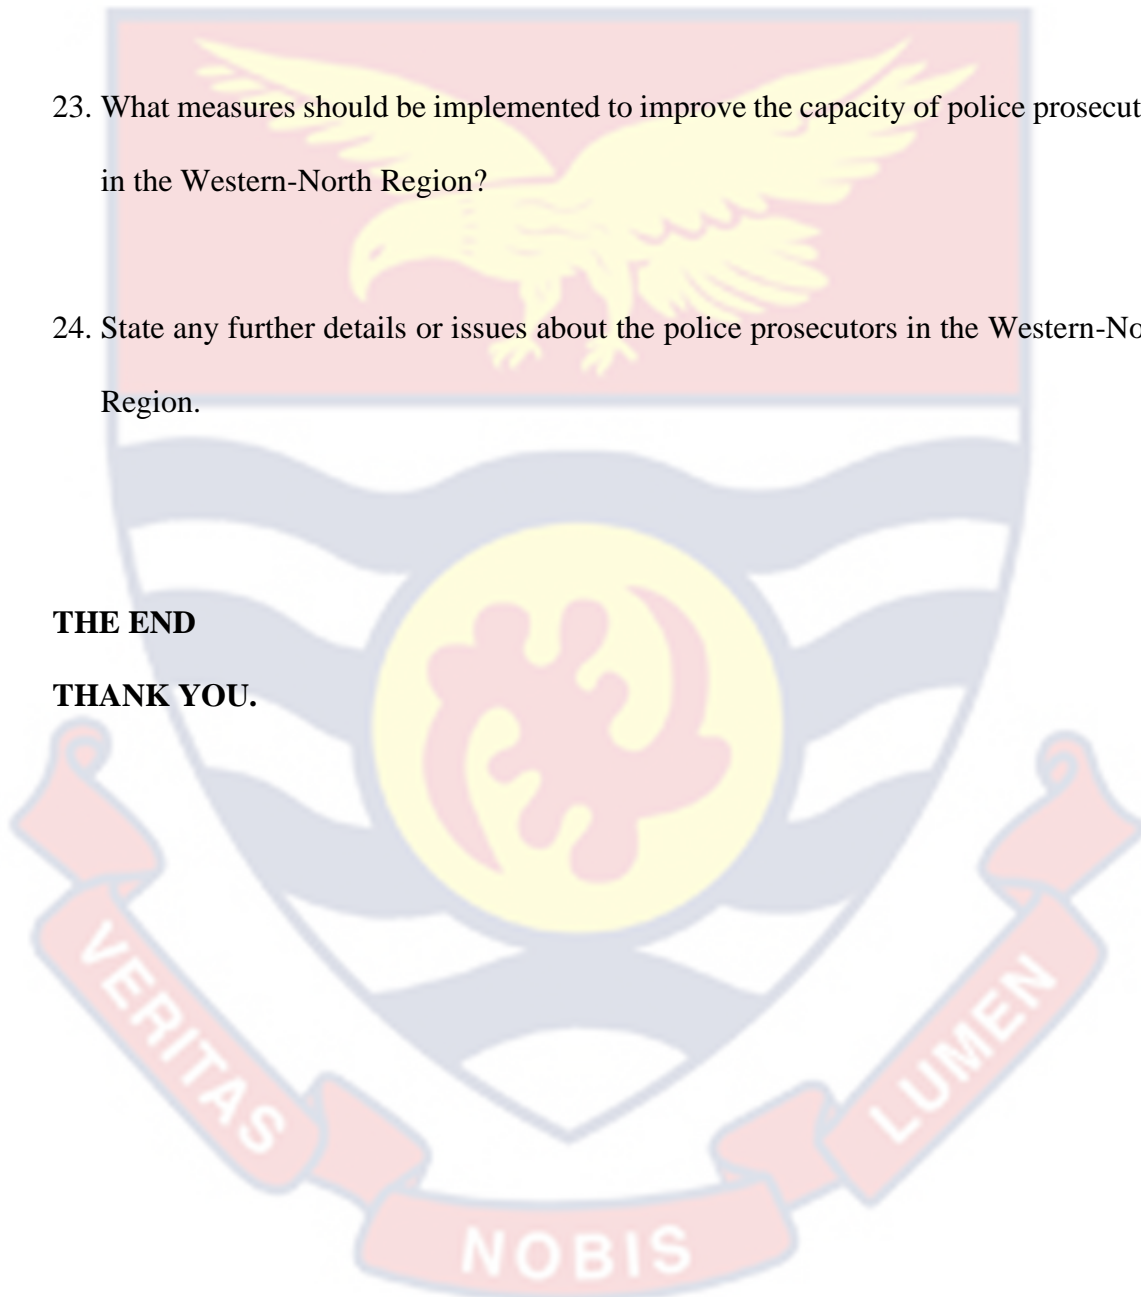 23. What measures should be implemented to improve the capacity of police prosecut
in the Western-North Region?
24. State any further details or issues about the police prosecutors in the Western-No
Region.
THE END
THANK YOU.
VERITAS
NOBIS
LUMEN